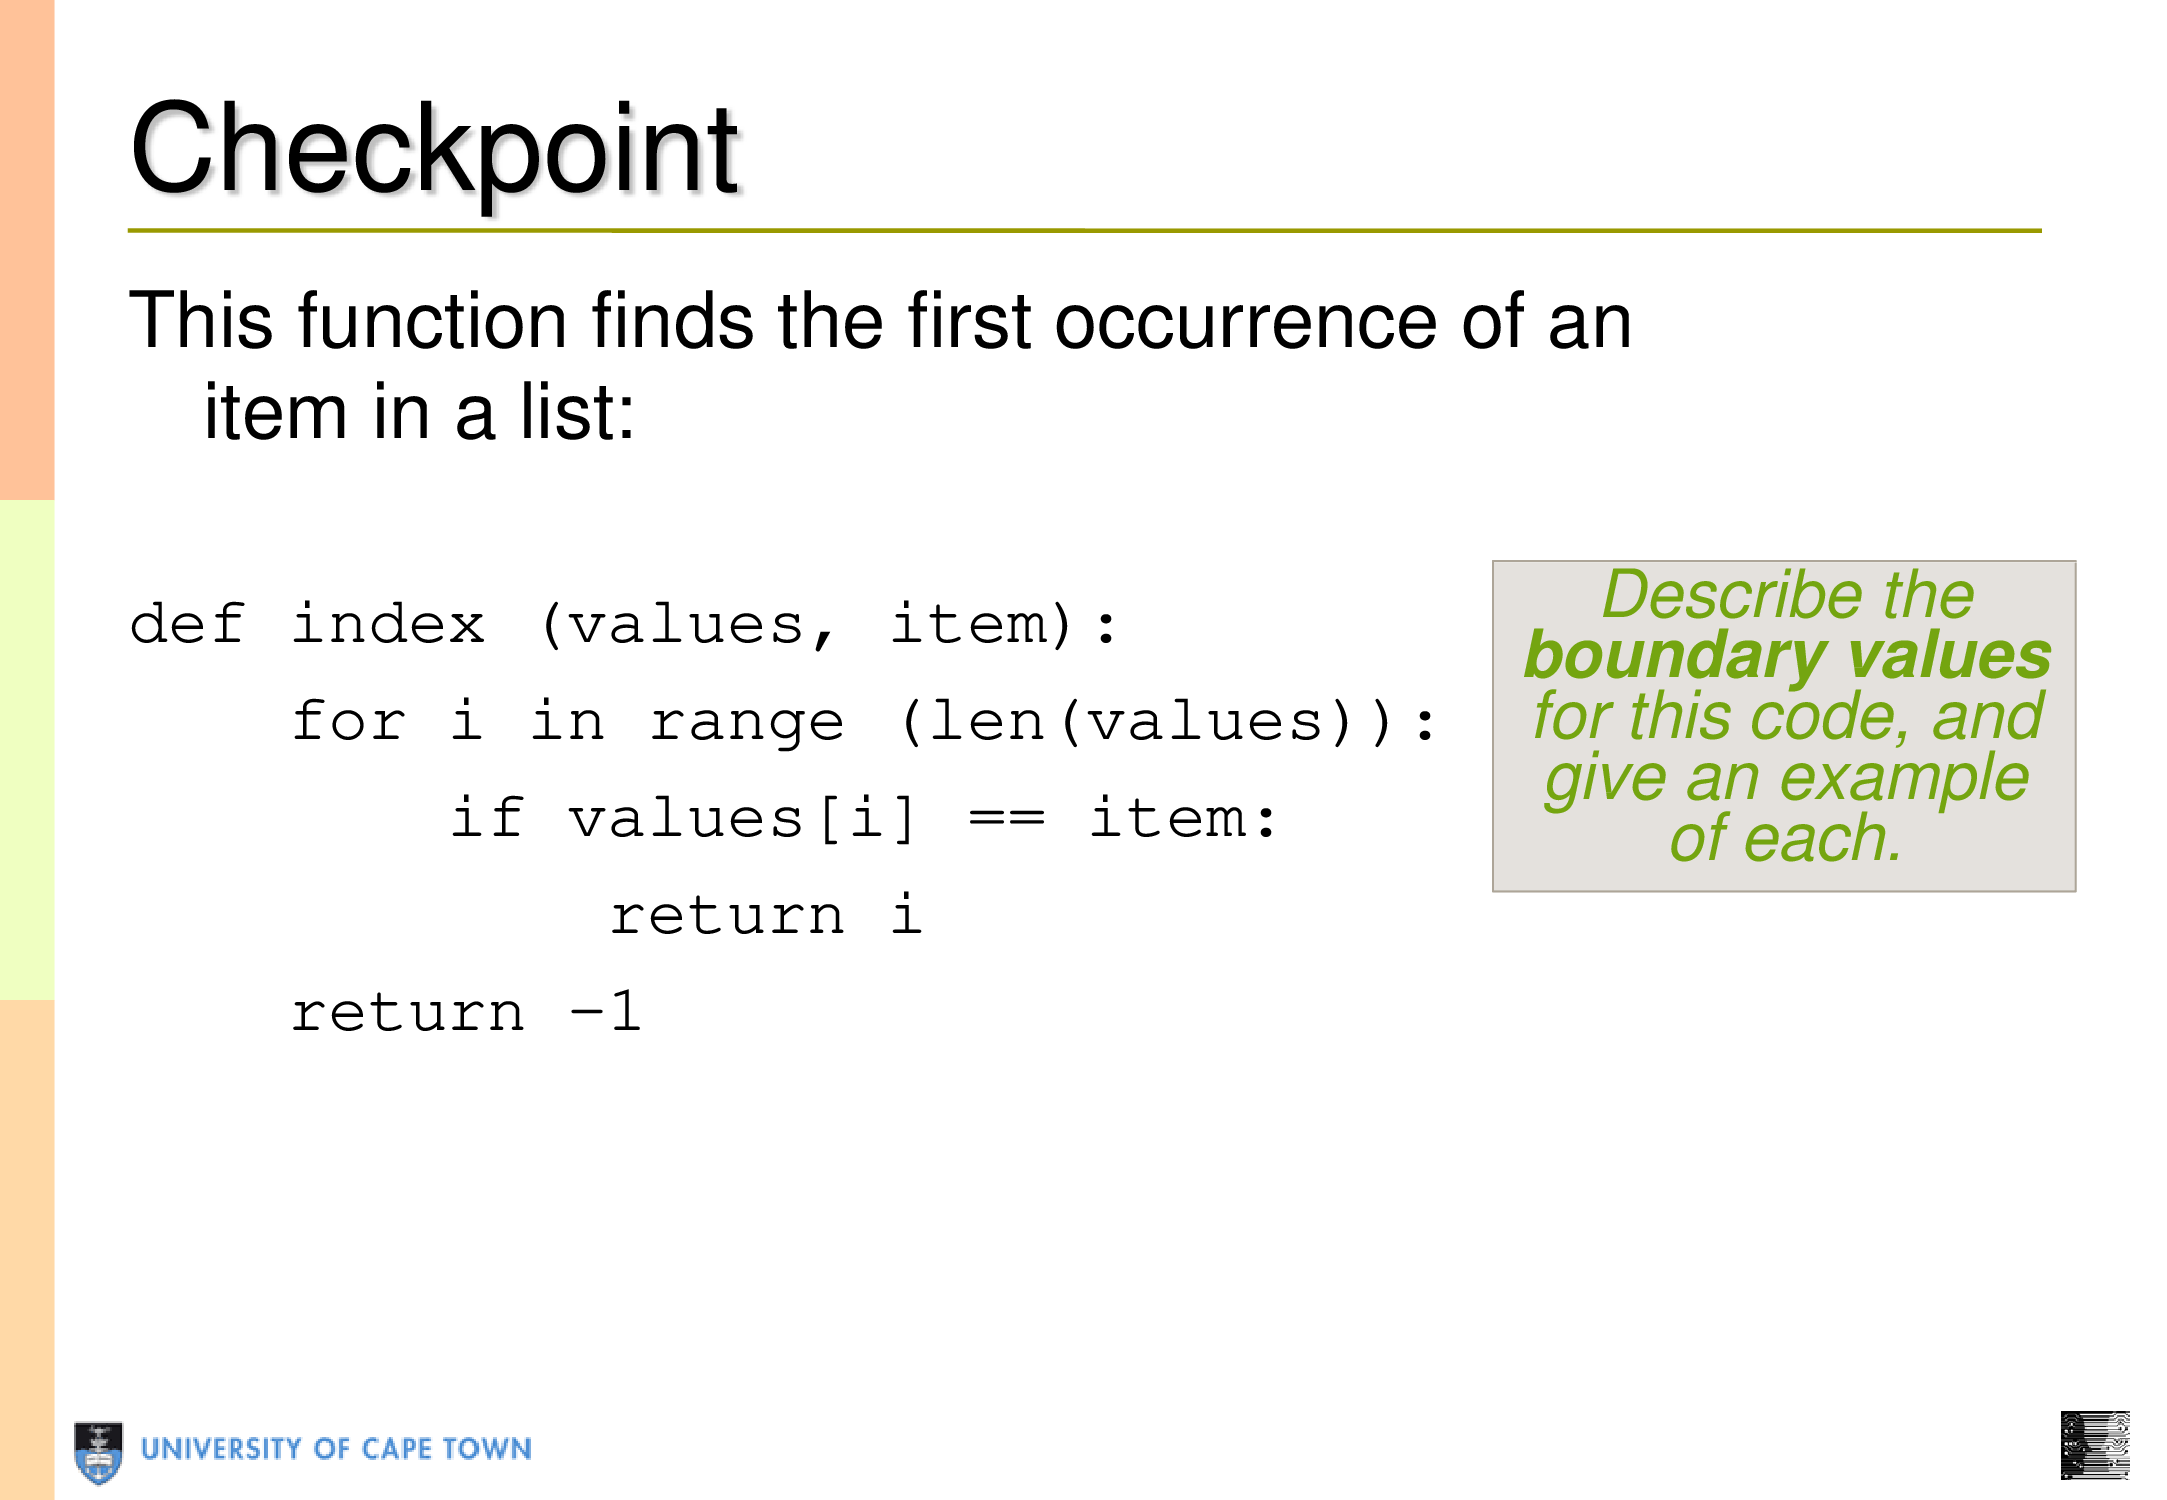 Checkpoint
This function finds the first occurrence of an
item in a list:
def index (values, item):
    for i in range (len(values)):
        if values[i] == item:
            return i
    return -1
Describe the
boundary values
for this code, and
give an example
of each.
UNIVERSITY OF CAPE TOWN